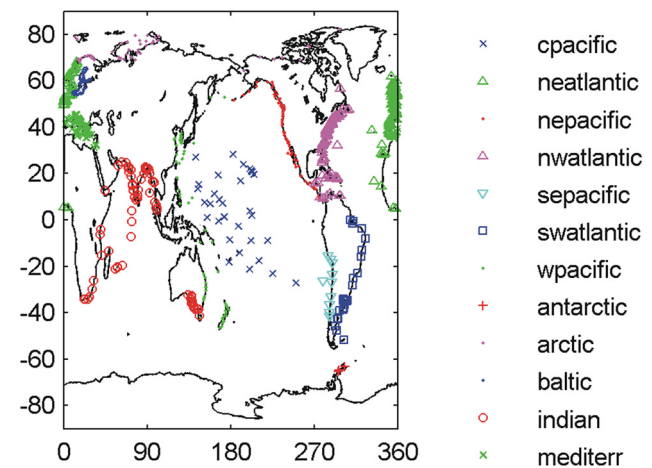 80
60
40
20
0
-20
-40
-60
-80
0 90 180 270 360
cpacific
neatlantic
nepacific
nwatlantic
sepacific
swatlantic
wpacific
antarctic
arctic
baltic
indian
mediterr